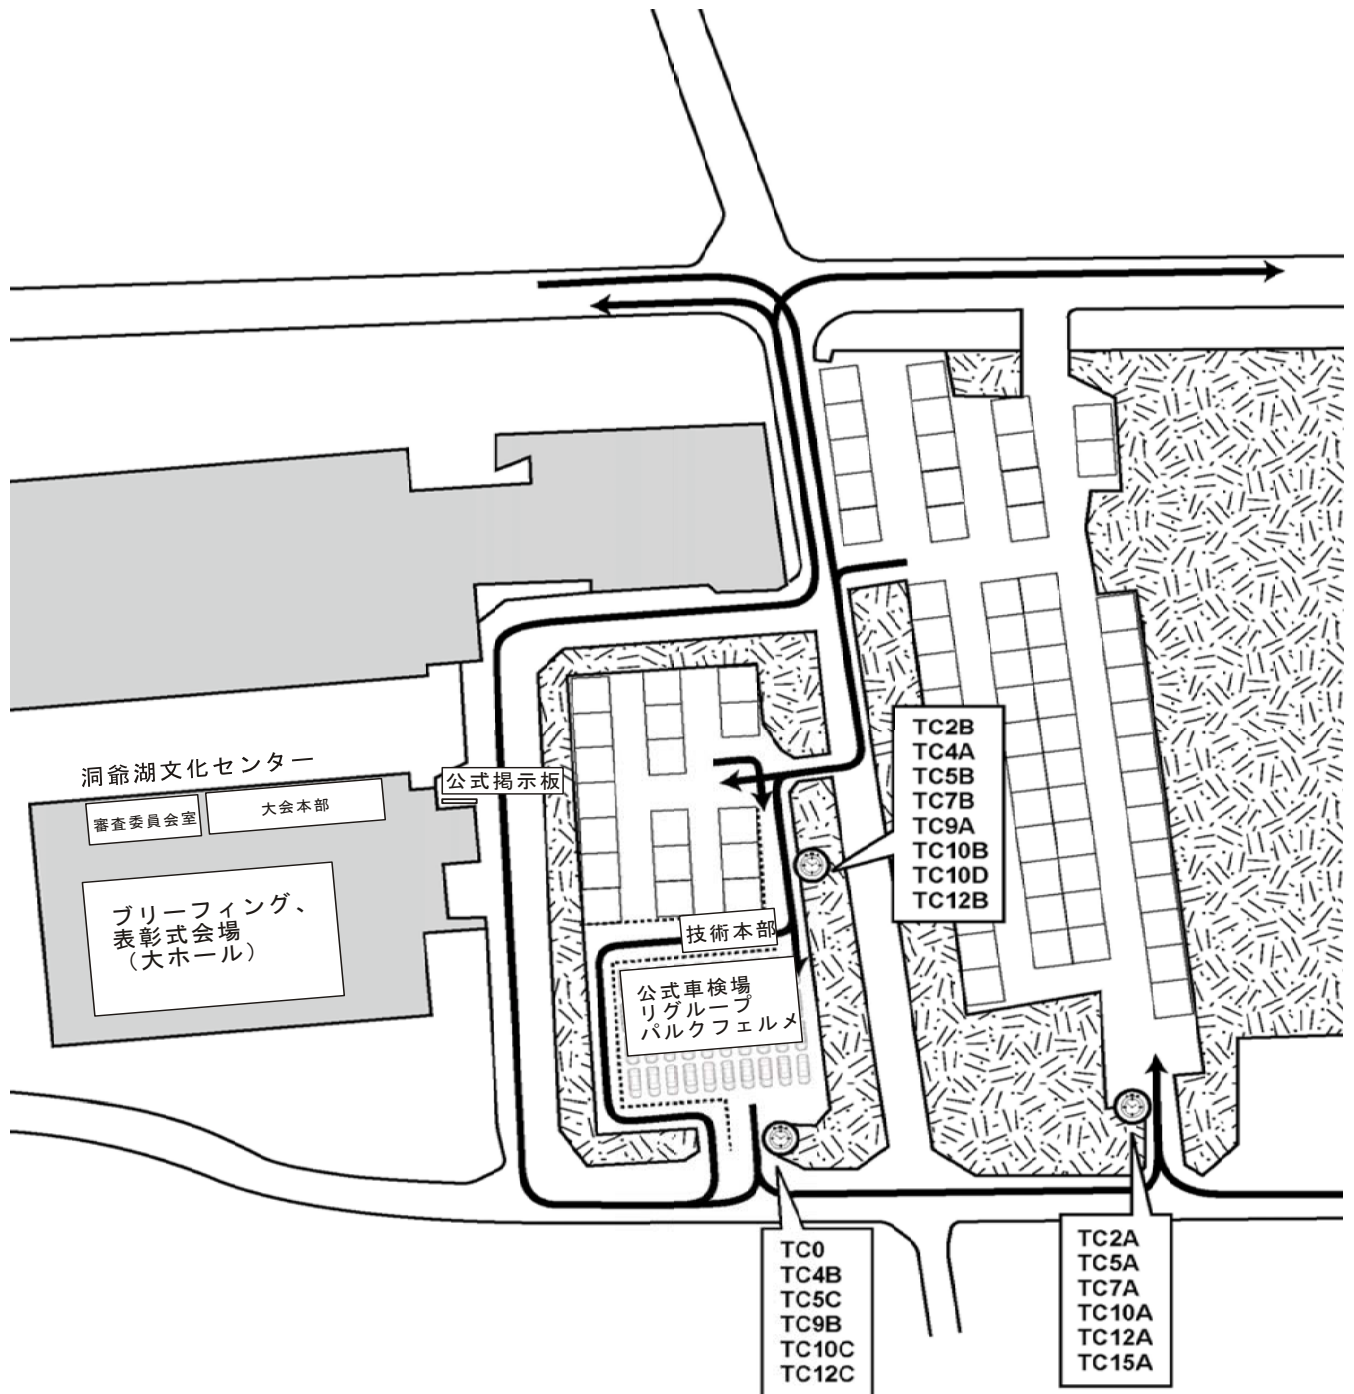 洞爺湖文化センター
公式掲示板
審査委員会室
大会本部
ブリーフィング、
表彰式会場
（大ホール）
技術本部
公式車検場
リグループ
パルクフェルメ
TC2B
TC4A
TC5B
TC7B
TC9A
TC10B
TC10D
TC12B
TC0
TC4B
TC5C
TC9B
TC10C
TC12C
TC2A
TC5A
TC7A
TC10A
TC12A
TC15A